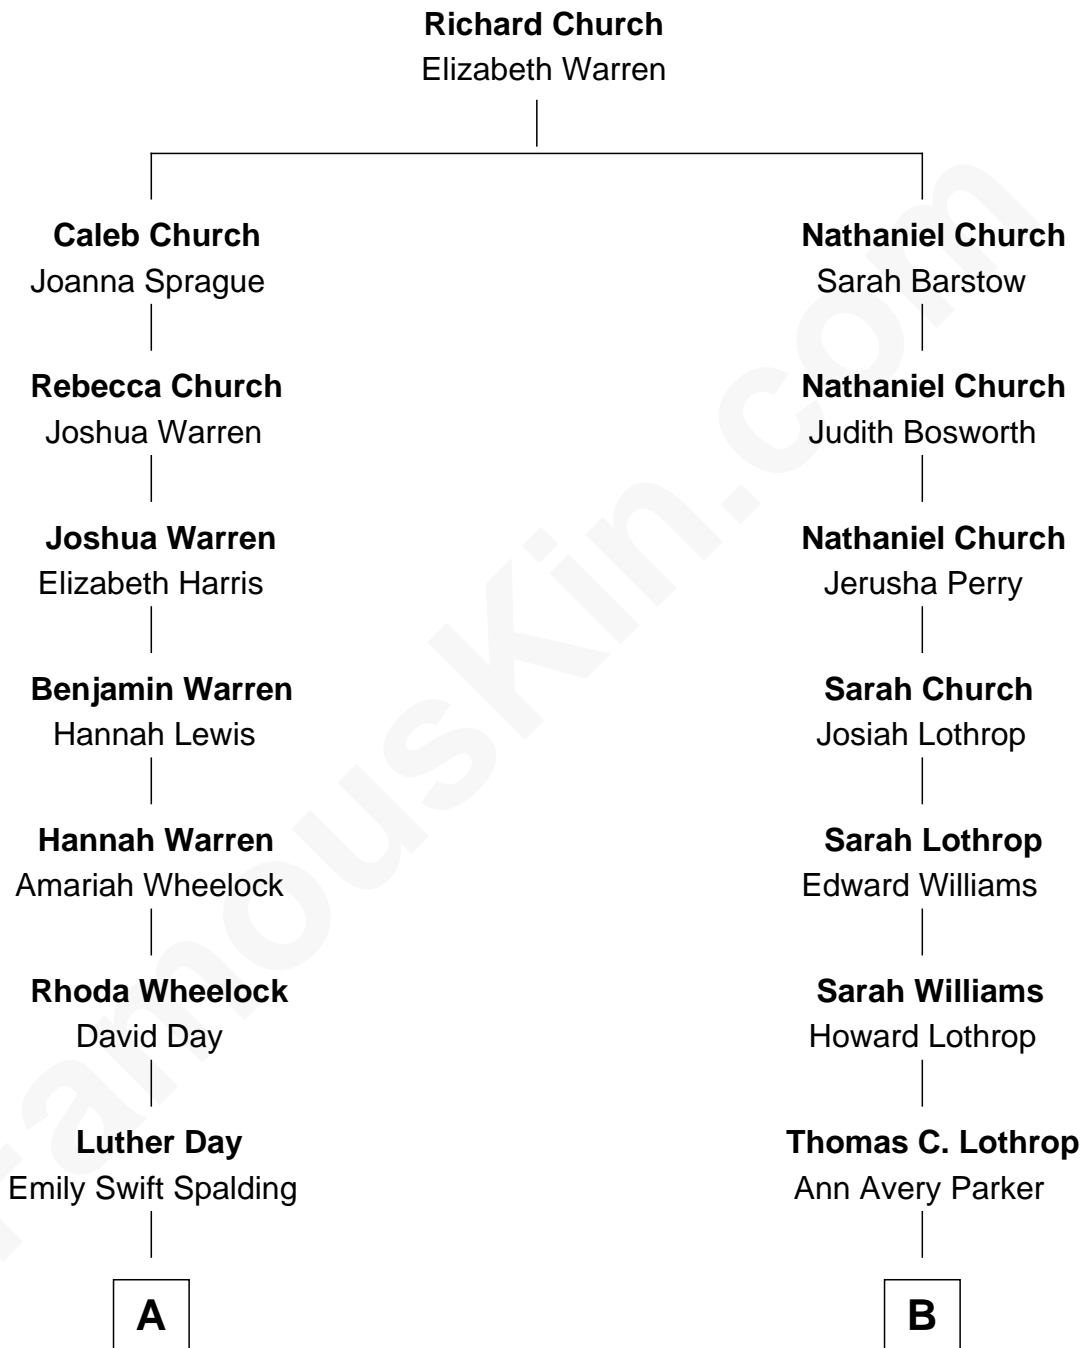 Richard Church
Elizabeth Warren
Caleb Church
Joanna Sprague
Nathaniel Church
Sarah Barstow
Rebecca Church
Joshua Warren
Nathaniel Church
Judith Bosworth
Joshua Warren
Elizabeth Harris
Nathaniel Church
Jerusha Perry
Benjamin Warren
Hannah Lewis
Sarah Church
Josiah Lothrop
Hannah Warren
Amariah Wheelock
Sarah Lothrop
Edward Williams
Rhoda Wheelock
David Day
Sarah Williams
Howard Lothrop
Luther Day
Emily Swift Spalding
Thomas C. Lothrop
Ann Avery Parker
A
B
FamousKin.com